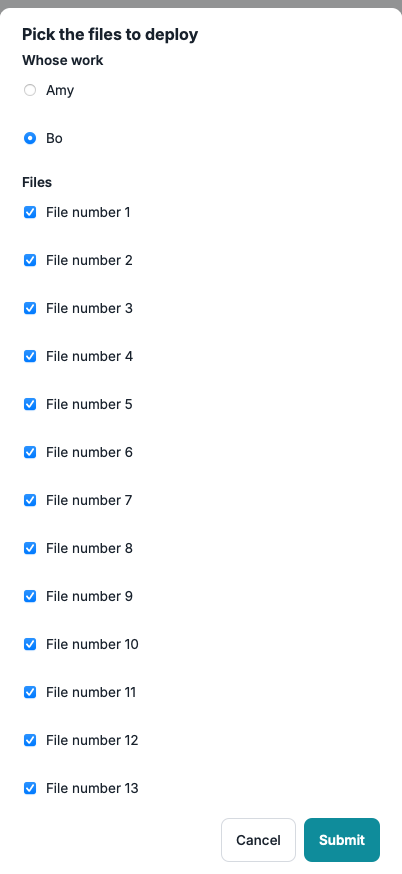 Pick the files to deploy
Whose work
Amy
Bo
Files
File number 1
File number 2
File number 3
File number 4
File number 5
File number 6
File number 7
File number 8
File number 9
File number 10
File number 11
File number 12
File number 13
Cancel Submit